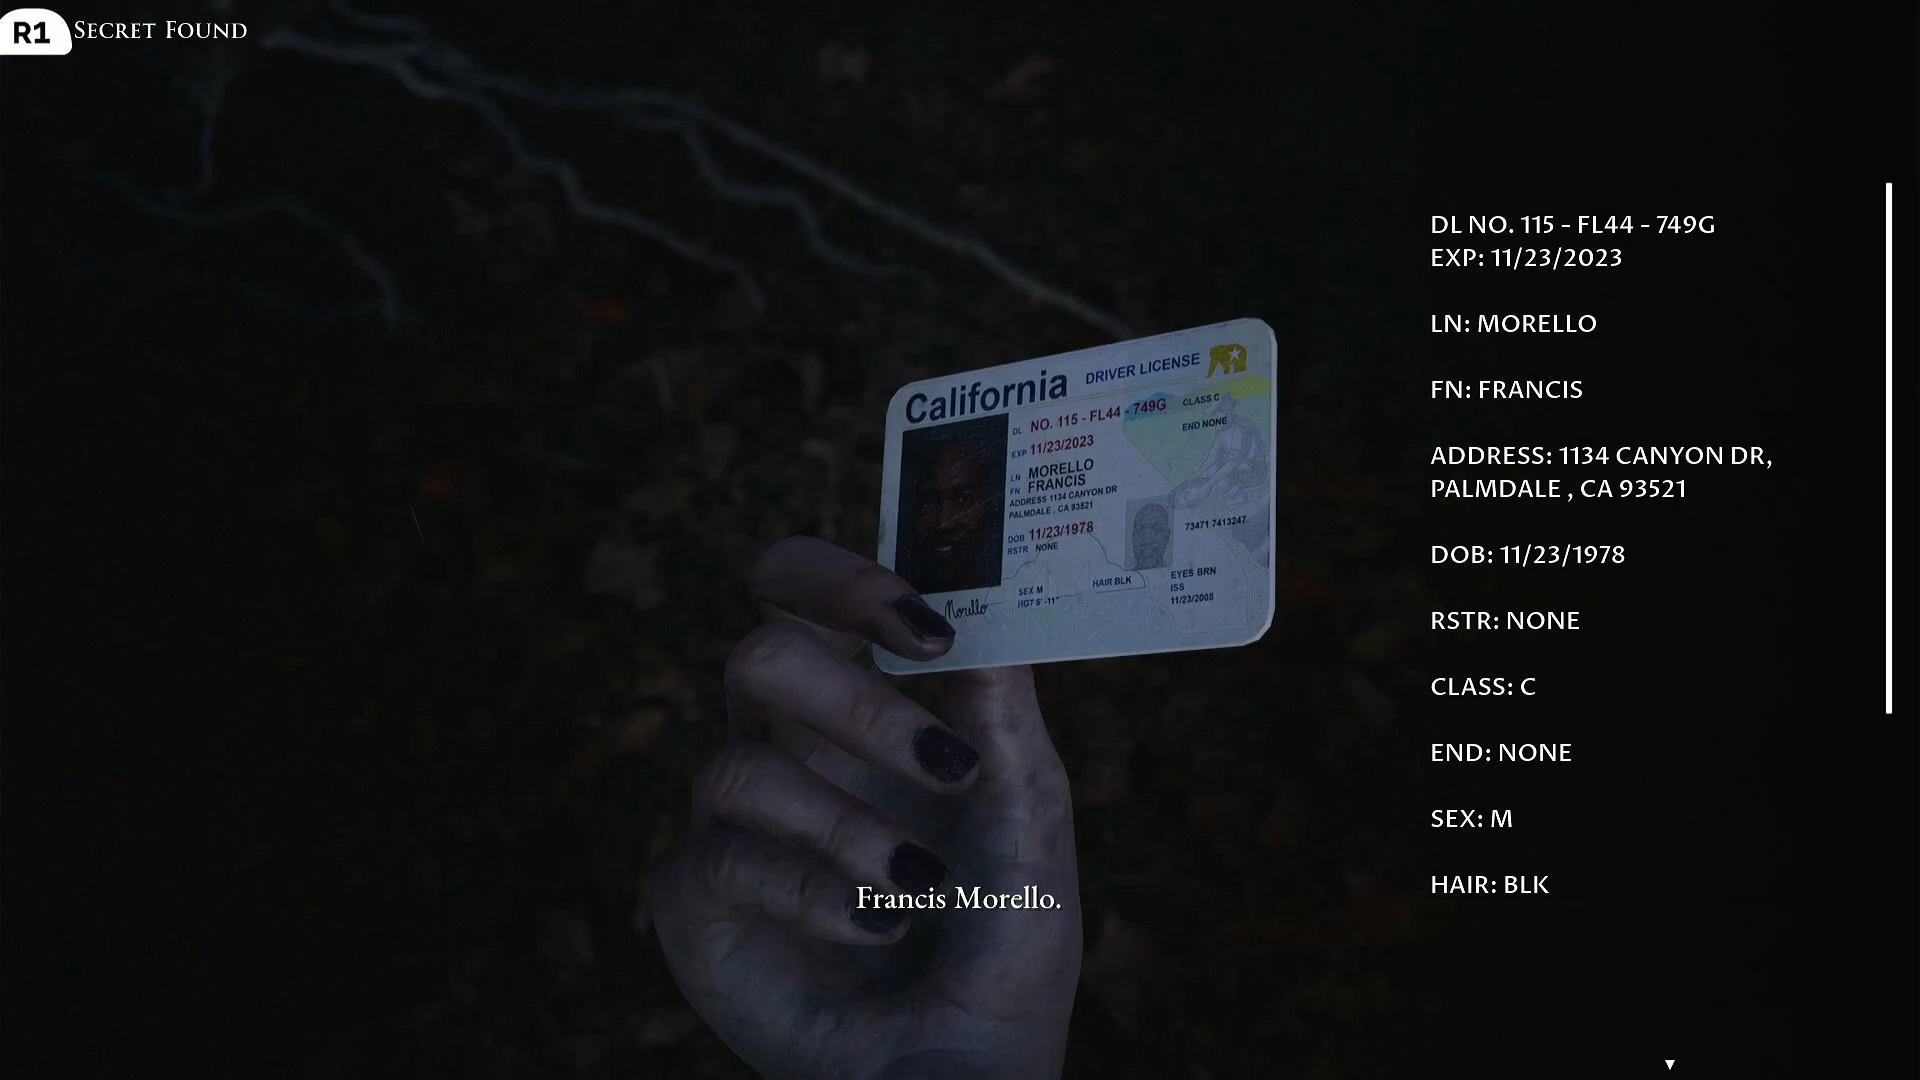 R1 SECRET FOUND
California DRIVER LICENSE
DL NO. 115 - FL44 - 749G
CLASS C
EXP 11/23/2023
END NONE
LN MORELLO
FN FRANCIS
ADDRESS 1134 CANYON DR
PALMDALE , CA 93521
DOB 11/23/1978
RSTR NONE
73471 7413247
SEX M
HGT 5'-11"
HAIR BLK
EYES BRN
ISS
11/23/2008
Morello
Francis Morello.
DL NO. 115 - FL44 - 749G
EXP: 11/23/2023
LN: MORELLO
FN: FRANCIS
ADDRESS: 1134 CANYON DR,
PALMDALE , CA 93521
DOB: 11/23/1978
RSTR: NONE
CLASS: C
END: NONE
SEX: M
HAIR: BLK